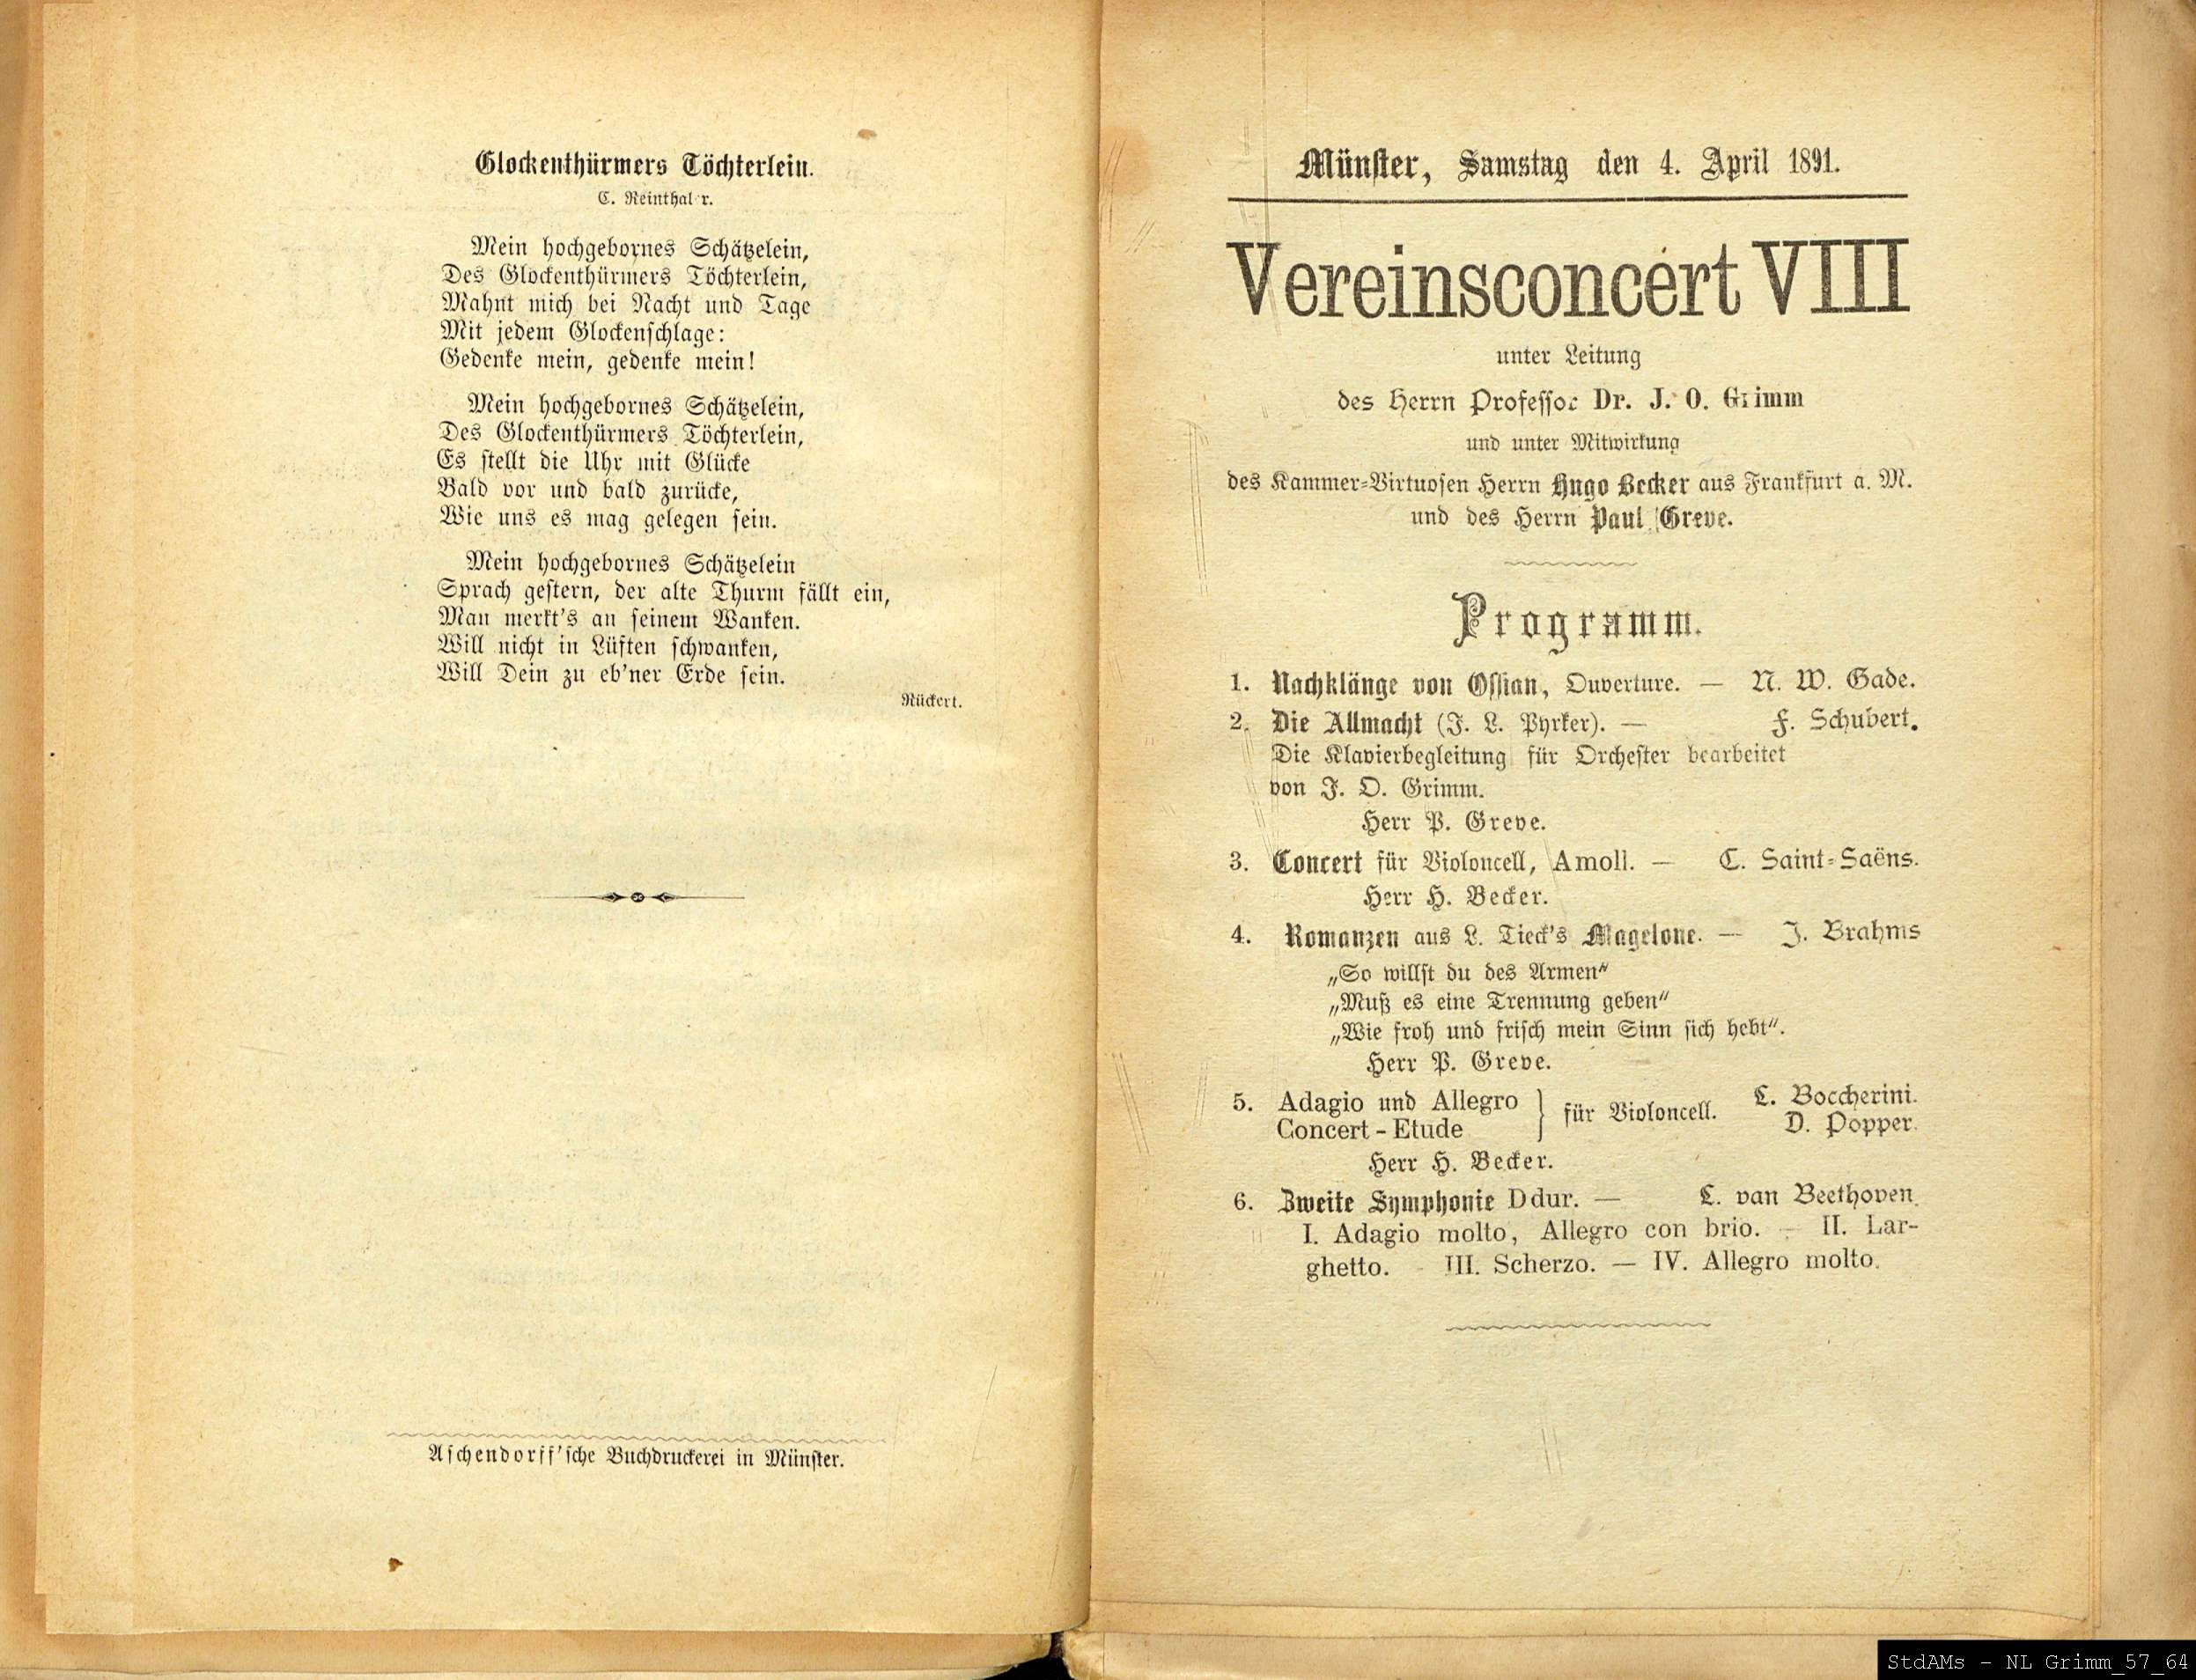 Glockenthürmers Töchterlein.
C. Reinthal r.
Mein hochgebornes Schätzelein,
Des Glockenthürmers Töchterlein,
Mahnt mich bei Nacht und Tage
Mit jedem Glockenschlage:
Gedenke mein, gedenke mein!
Mein hochgebornes Schätzelein,
Des Glockenthürmers Töchterlein,
Es stellt die Uhr mit Glücke
Bald vor und bald zurücke,
Wie uns es mag gelegen sein.
Mein hochgebornes Schätzelein
Sprach gestern, der alte Thurm fällt ein,
Man merkt's an seinem Wanken.
Will nicht in Lüften schwanken,
Will Dein zu eb'ner Erde sein.
Rückert.
Aschendorff'sche Buchdruckerei in Münster.
Münster, Samstag den 4. April 1891.
Vereinsconcert VIII
unter Leitung
des Herrn Professor Dr. J. O. Grimm
und unter Mitwirkung
des Kammer-Virtuosen Herrn Hugo Becker aus Frankfurt a. M.
und des Herrn Paul Greve.
Programm.
1. Nachklänge von Ossian, Ouverture. — N. W. Gade.
2. Die Allmacht (J. L. Pyrker). — F. Schubert.
Die Klavierbegleitung für Orchester bearbeitet
von J. O. Grimm.
Herr P. Greve.
3. Concert für Violoncell, Amoll. — C. Saint-Saëns.
Herr H. Becker.
4. Romanzen aus L. Tieck's Magelone. — J. Brahms
„So willst du des Armen"
„Muß es eine Trennung geben"
„Wie froh und frisch mein Sinn sich hebt".
Herr P. Greve.
5. Adagio und Allegro } für Violoncell. L. Boccherini.
Concert-Etude D. Popper.
Herr H. Becker.
6. Zweite Symphonie Ddur. — L. van Beethoven.
I. Adagio molto, Allegro con brio. — II. Lar-
ghetto. — III. Scherzo. — IV. Allegro molto.
StdAMs - NL Grimm_57_64